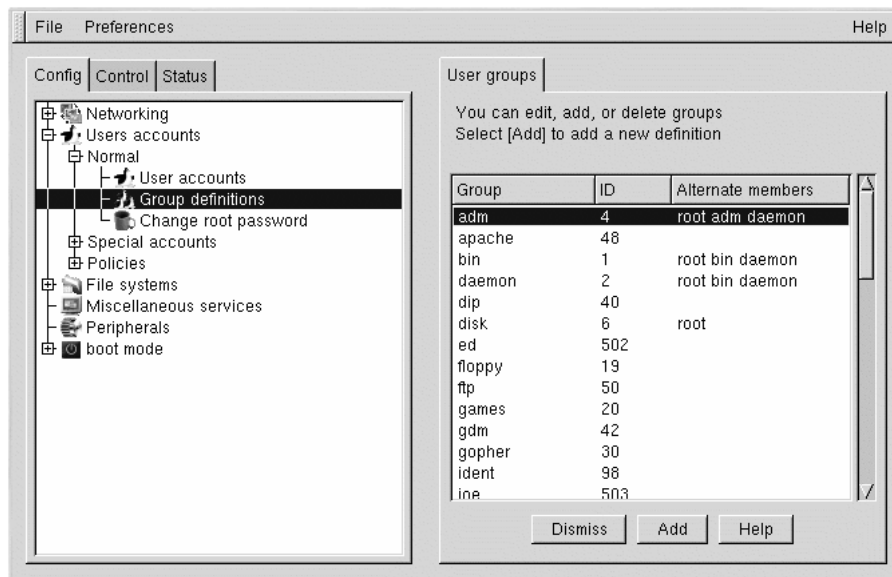 File Preferences Help
Config Control Status
Networking
Users accounts
Normal
User accounts
Group definitions
Change root password
Special accounts
Policies
File systems
Miscellaneous services
Peripherals
boot mode
User groups
You can edit, add, or delete groups
Select [Add] to add a new definition
Group ID Alternate members
adm 4 root adm daemon
apache 48
bin 1 root bin daemon
daemon 2 root bin daemon
dip 40
disk 6 root
ed 502
floppy 19
ftp 50
games 20
gdm 42
gopher 30
ident 98
joe 503
Dismiss Add Help